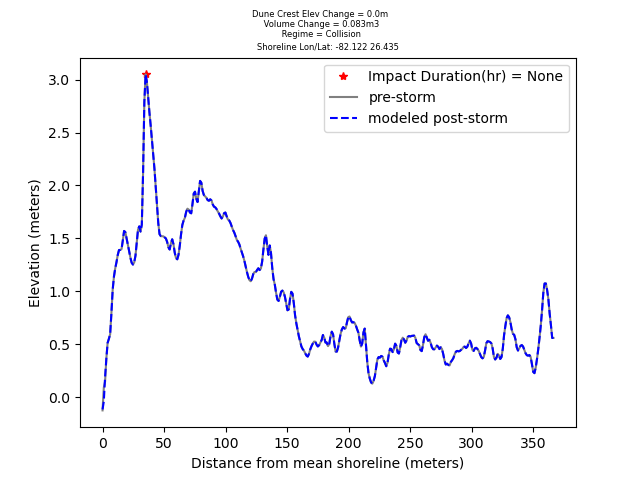 Dune Crest Elev Change = 0.0m
Volume Change = 0.083m3
Regime = Collision
Shoreline Lon/Lat: -82.122 26.435
Impact Duration(hr) = None
pre-storm
modeled post-storm
Elevation (meters)
3.0
2.5
2.0
1.5
1.0
0.5
0.0
0 50 100 150 200 250 300 350
Distance from mean shoreline (meters)